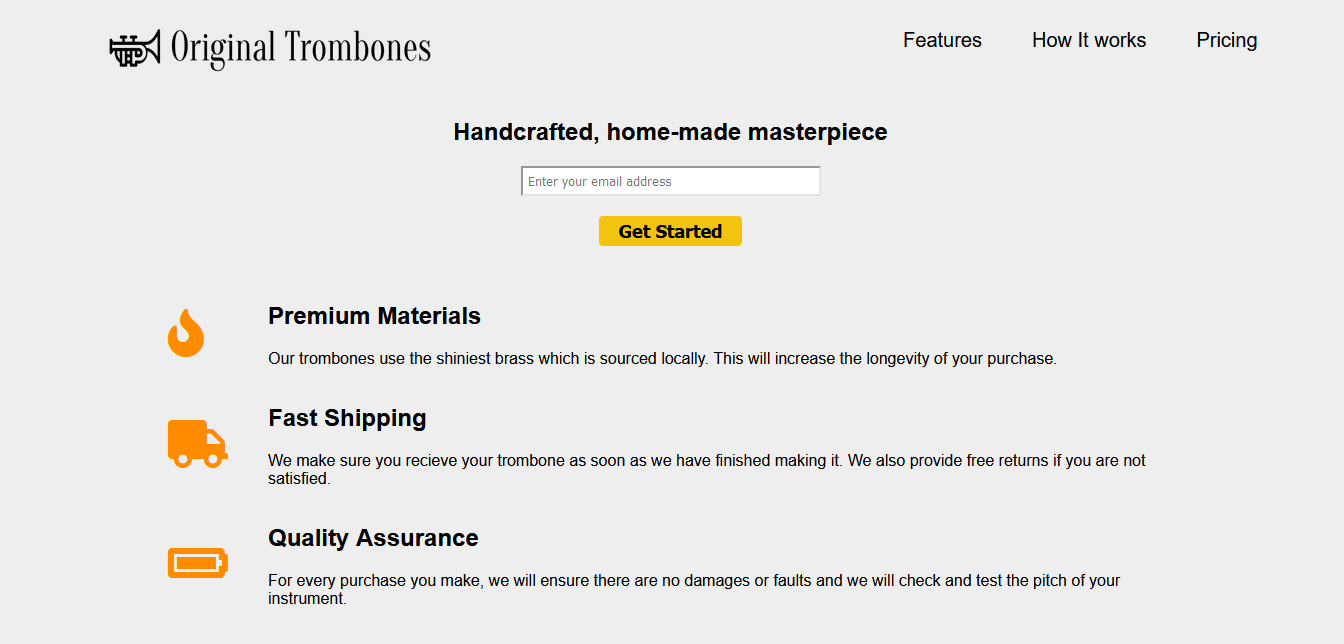 Original Trombones
Features
How It works
Pricing
Handcrafted, home-made masterpiece
Enter your email address
Get Started
Premium Materials
Our trombones use the shiniest brass which is sourced locally. This will increase the longevity of your purchase.
Fast Shipping
We make sure you recieve your trombone as soon as we have finished making it. We also provide free returns if you are not
satisfied.
Quality Assurance
For every purchase you make, we will ensure there are no damages or faults and we will check and test the pitch of your
instrument.